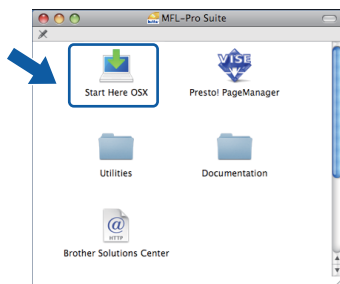 MFL-Pro Suite
Start Here OSX
VISE
Presto! PageManager
Utilities
Documentation
@
HTTP
Brother Solutions Center